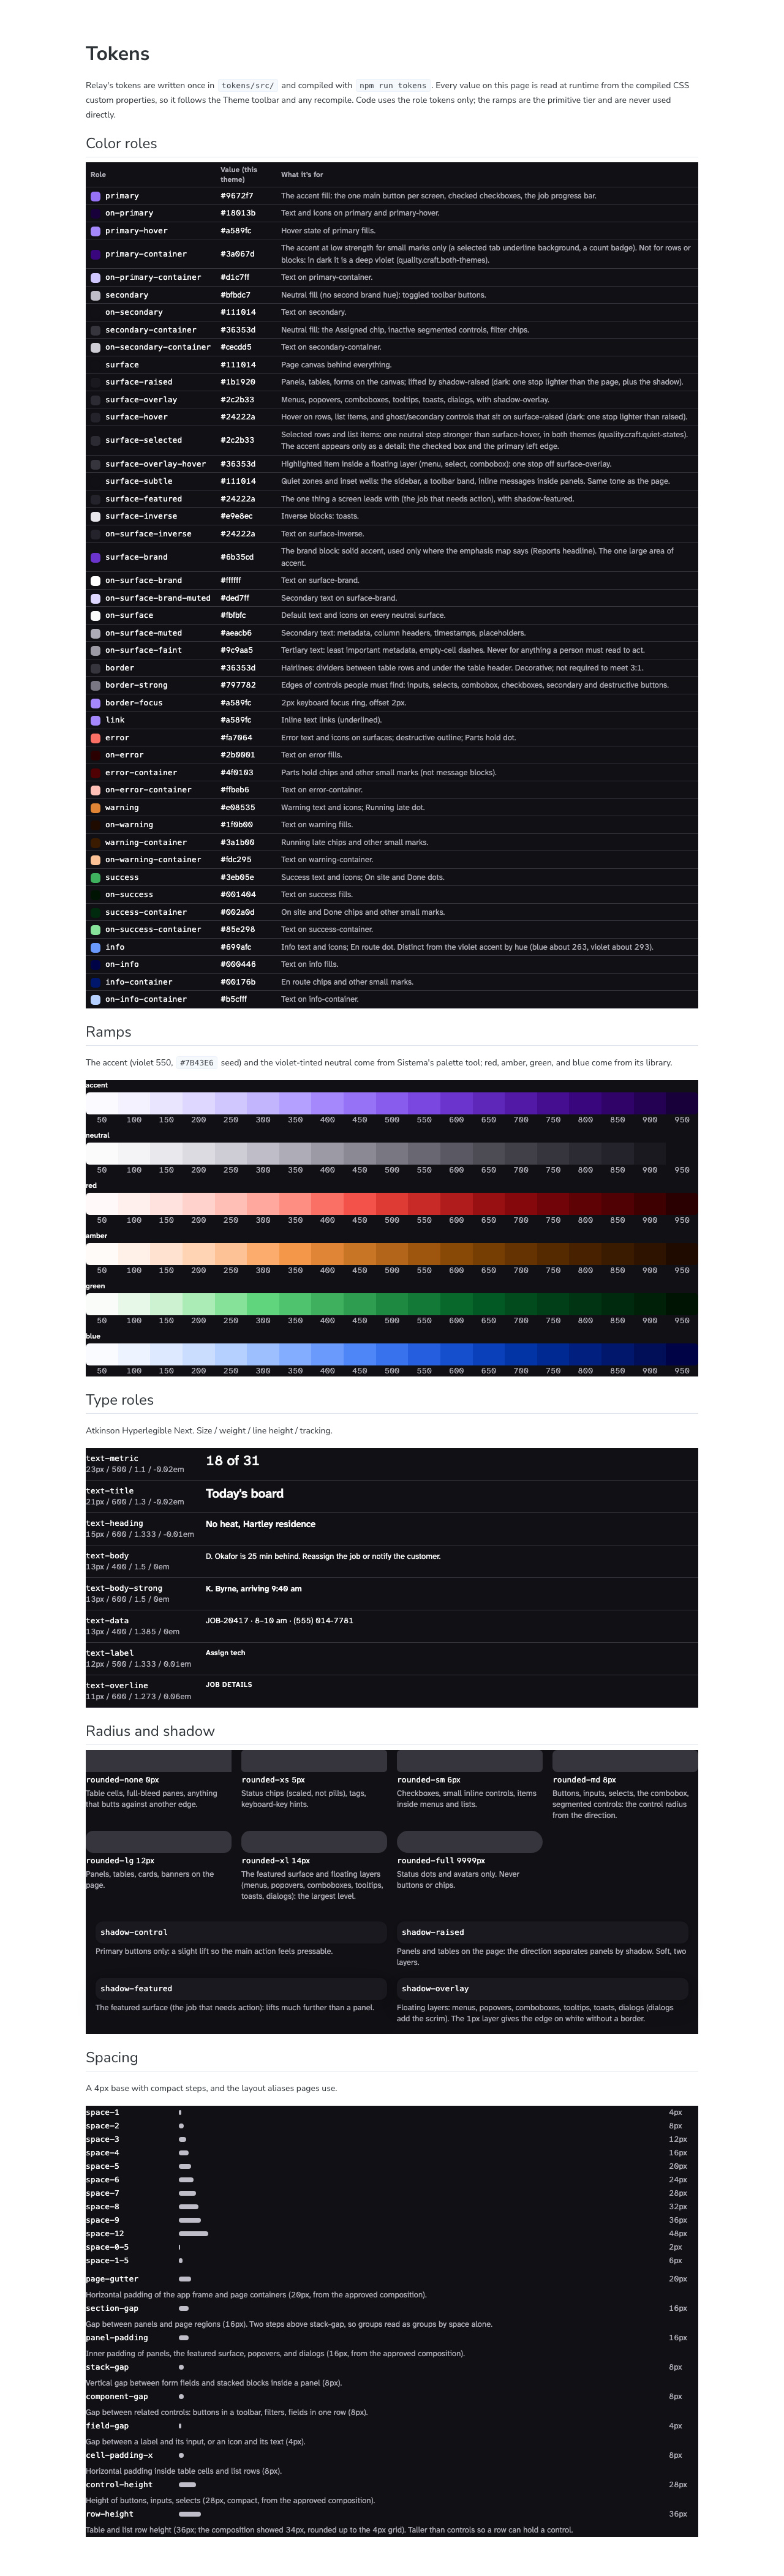 Tokens
Relay's tokens are written once in tokens/src/ and compiled with npm run tokens. Every value on this page is read at runtime from the compiled CSS
custom properties, so it follows the Theme toolbar and any recompile. Code uses the role tokens only; the ramps are the primitive tier and are never used
directly.
Color roles
Role Value (this theme) What it's for
primary #9672f7 The accent fill: the one main button per screen, checked checkboxes, the job progress bar.
on-primary #18013b Text and icons on primary and primary-hover.
primary-hover #a589fc Hover state of primary fills.
primary-container #3a067d The accent at low strength for small marks only (a selected tab underline background, a count badge). Not for rows or
blocks: in dark it is a deep violet (quality.craft.both-themes).
on-primary-container #d1c7ff Text on primary-container.
secondary #bfbdc7 Neutral fill (no second brand hue): toggled toolbar buttons.
on-secondary #111014 Text on secondary.
secondary-container #36353d Neutral fill: the Assigned chip, inactive segmented controls, filter chips.
on-secondary-container #cecdd5 Text on secondary-container.
surface #111014 Page canvas behind everything.
surface-raised #1b1920 Panels, tables, forms on the canvas; lifted by shadow-raised (dark: one stop lighter than the page, plus the shadow).
surface-overlay #2c2b33 Menus, popovers, comboboxes, tooltips, toasts, dialogs, with shadow-overlay.
surface-hover #24222a Hover on rows, list items, and ghost/secondary controls that sit on surface-raised (dark: one stop lighter than raised).
surface-selected #2c2b33 Selected rows and list items: one neutral step stronger than surface-hover, in both themes (quality.craft.quiet-states).
The accent appears only as a detail: the checked box and the primary left edge.
surface-overlay-hover #36353d Highlighted item inside a floating layer (menu, select, combobox): one stop off surface-overlay.
surface-subtle #111014 Quiet zones and inset wells: the sidebar, a toolbar band, inline messages inside panels. Same tone as the page.
surface-featured #24222a The one thing a screen leads with (the job that needs action), with shadow-featured.
surface-inverse #e9e8ec Inverse blocks: toasts.
on-surface-inverse #24222a Text on surface-inverse.
surface-brand #6b35cd The brand block: solid accent, used only where the emphasis map says (Reports headline). The one large area of
accent.
on-surface-brand #ffffff Text on surface-brand.
on-surface-brand-muted #ded7ff Secondary text on surface-brand.
on-surface #fbfbfc Default text and icons on every neutral surface.
on-surface-muted #aeacb6 Secondary text: metadata, column headers, timestamps, placeholders.
on-surface-faint #9c9aa5 Tertiary text: least important metadata, empty-cell dashes. Never for anything a person must read to act.
border #36353d Hairlines: dividers between table rows and under the table header. Decorative; not required to meet 3:1.
border-strong #797782 Edges of controls people must find: inputs, selects, combobox, checkboxes, secondary and destructive buttons.
border-focus #a589fc 2px keyboard focus ring, offset 2px.
link #a589fc Inline text links (underlined).
error #fa7064 Error text and icons on surfaces; destructive outline; Parts hold dot.
on-error #2b0001 Text on error fills.
error-container #4f0103 Parts hold chips and other small marks (not message blocks).
on-error-container #ffbeb6 Text on error-container.
warning #e08535 Warning text and icons; Running late dot.
on-warning #1f0b00 Text on warning fills.
warning-container #3a1b00 Running late chips and other small marks.
on-warning-container #fdc295 Text on warning-container.
success #3eb05e Success text and icons; On site and Done dots.
on-success #001404 Text on success fills.
success-container #002a0d On site and Done chips and other small marks.
on-success-container #85e298 Text on success-container.
info #699afc Info text and icons; En route dot. Distinct from the violet accent by hue (blue about 263, violet about 293).
on-info #000446 Text on info fills.
info-container #00176b En route chips and other small marks.
on-info-container #b5cfff Text on info-container.
Ramps
The accent (violet 550, #7B43E6 seed) and the violet-tinted neutral come from Sistema's palette tool; red, amber, green, and blue come from its library.
accent
50 100 150 200 250 300 350 400 450 500 550 600 650 700 750 800 850 900 950
neutral
50 100 150 200 250 300 350 400 450 500 550 600 650 700 750 800 850 900 950
red
50 100 150 200 250 300 350 400 450 500 550 600 650 700 750 800 850 900 950
amber
50 100 150 200 250 300 350 400 450 500 550 600 650 700 750 800 850 900 950
green
50 100 150 200 250 300 350 400 450 500 550 600 650 700 750 800 850 900 950
blue
50 100 150 200 250 300 350 400 450 500 550 600 650 700 750 800 850 900 950
Type roles
Atkinson Hyperlegible Next. Size / weight / line height / tracking.
text-metric 18 of 31
23px / 500 / 1.1 / -0.02em
text-title Today's board
21px / 600 / 1.3 / -0.02em
text-heading No heat, Hartley residence
15px / 600 / 1.333 / -0.01em
text-body D. Okafor is 25 min behind. Reassign the job or notify the customer.
13px / 400 / 1.5 / 0em
text-body-strong K. Byrne, arriving 9:40 am
13px / 600 / 1.5 / 0em
text-data JOB-20417 · 8-10 am · (555) 014-7781
13px / 400 / 1.385 / 0em
text-label Assign tech
12px / 500 / 1.333 / 0.01em
text-overline JOB DETAILS
11px / 600 / 1.273 / 0.06em
Radius and shadow
rounded-none 0px
Table cells, full-bleed panes, anything
that butts against another edge.
rounded-xs 5px
Status chips (scaled, not pills), tags,
keyboard-key hints.
rounded-sm 6px
Checkboxes, small inline controls, items
inside menus and lists.
rounded-md 8px
Buttons, inputs, selects, the combobox,
segmented controls: the control radius
from the direction.
rounded-lg 12px
Panels, tables, cards, banners on the
page.
rounded-xl 14px
The featured surface and floating layers
(menus, popovers, comboboxes, tooltips,
toasts, dialogs): the largest level.
rounded-full 9999px
Status dots and avatars only. Never
buttons or chips.
shadow-control
Primary buttons only: a slight lift so the main action feels pressable.
shadow-raised
Panels and tables on the page: the direction separates panels by shadow. Soft, two
layers.
shadow-featured
The featured surface (the job that needs action): lifts much further than a panel.
shadow-overlay
Floating layers: menus, popovers, comboboxes, tooltips, toasts, dialogs (dialogs
add the scrim). The 1px layer gives the edge on white without a border.
Spacing
A 4px base with compact steps, and the layout aliases pages use.
space-1 4px
space-2 8px
space-3 12px
space-4 16px
space-5 20px
space-6 24px
space-7 28px
space-8 32px
space-9 36px
space-12 48px
space-0-5 2px
space-1-5 6px
page-gutter 20px
Horizontal padding of the app frame and page containers (20px, from the approved composition).
section-gap 16px
Gap between panels and page regions (16px). Two steps above stack-gap, so groups read as groups by space alone.
panel-padding 16px
Inner padding of panels, the featured surface, popovers, and dialogs (16px, from the approved composition).
stack-gap 8px
Vertical gap between form fields and stacked blocks inside a panel (8px).
component-gap 8px
Gap between related controls: buttons in a toolbar, filters, fields in one row (8px).
field-gap 4px
Gap between a label and its input, or an icon and its text (4px).
cell-padding-x 8px
Horizontal padding inside table cells and list rows (8px).
control-height 28px
Height of buttons, inputs, selects (28px, compact, from the approved composition).
row-height 36px
Table and list row height (36px; the composition showed 34px, rounded up to the 4px grid). Taller than controls so a row can hold a control.